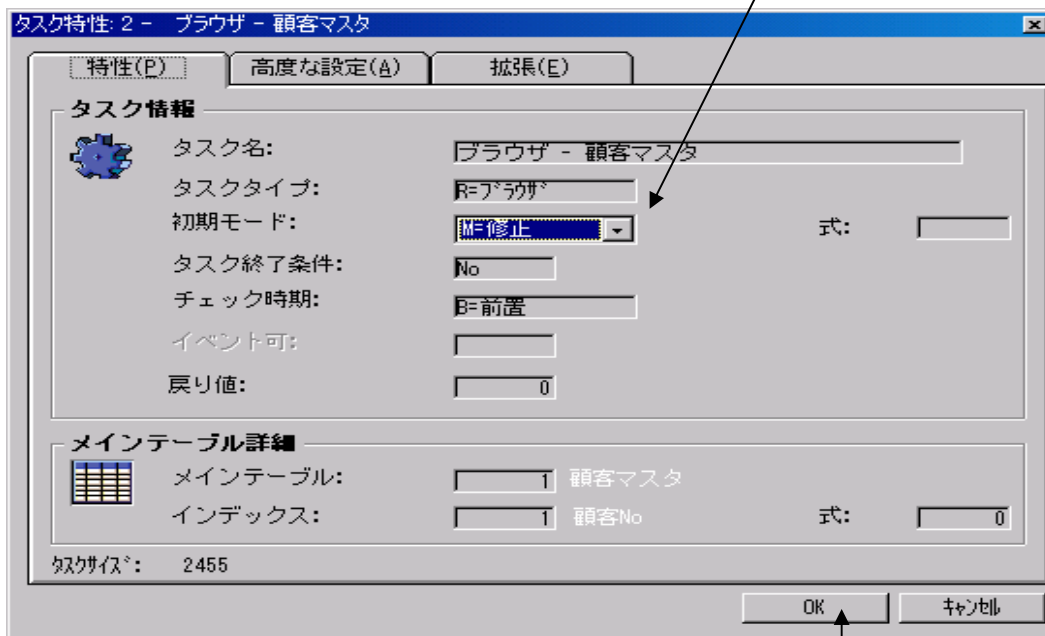 タスク特性: 2 - ブラウザ - 顧客マスタ
特性(P) 高度な設定(A) 拡張(E)
タスク情報
タスク名: ブラウザ - 顧客マスタ
タスクタイプ: R=ブラウザ
初期モード: M=修正 式:
タスク終了条件: No
チェック時期: B=前置
イベント可:
戻り値: 0
メインテーブル詳細
メインテーブル: 1 顧客マスタ
インデックス: 1 顧客No 式: 0
タスクサイズ: 2455
OK キャンセル